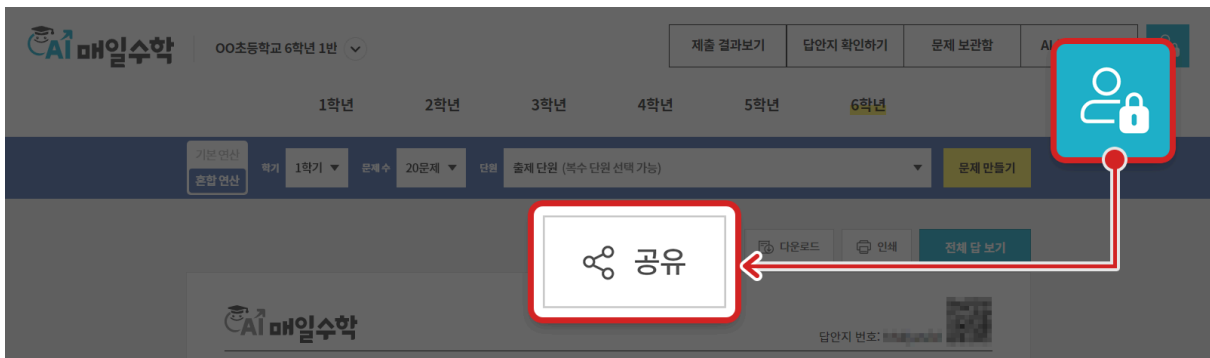 AI 매일수학
OO초등학교 6학년 1반
제출 결과보기
답안지 확인하기
문제 보관함
1학년
2학년
3학년
4학년
5학년
6학년
기본 연산
혼합 연산
학기
1학기
문제 수
20문제
단원
출제 단원 (복수 단원 선택 가능)
문제 만들기
공유
다운로드
인쇄
전체 답 보기
AI 매일수학
답안지 번호: